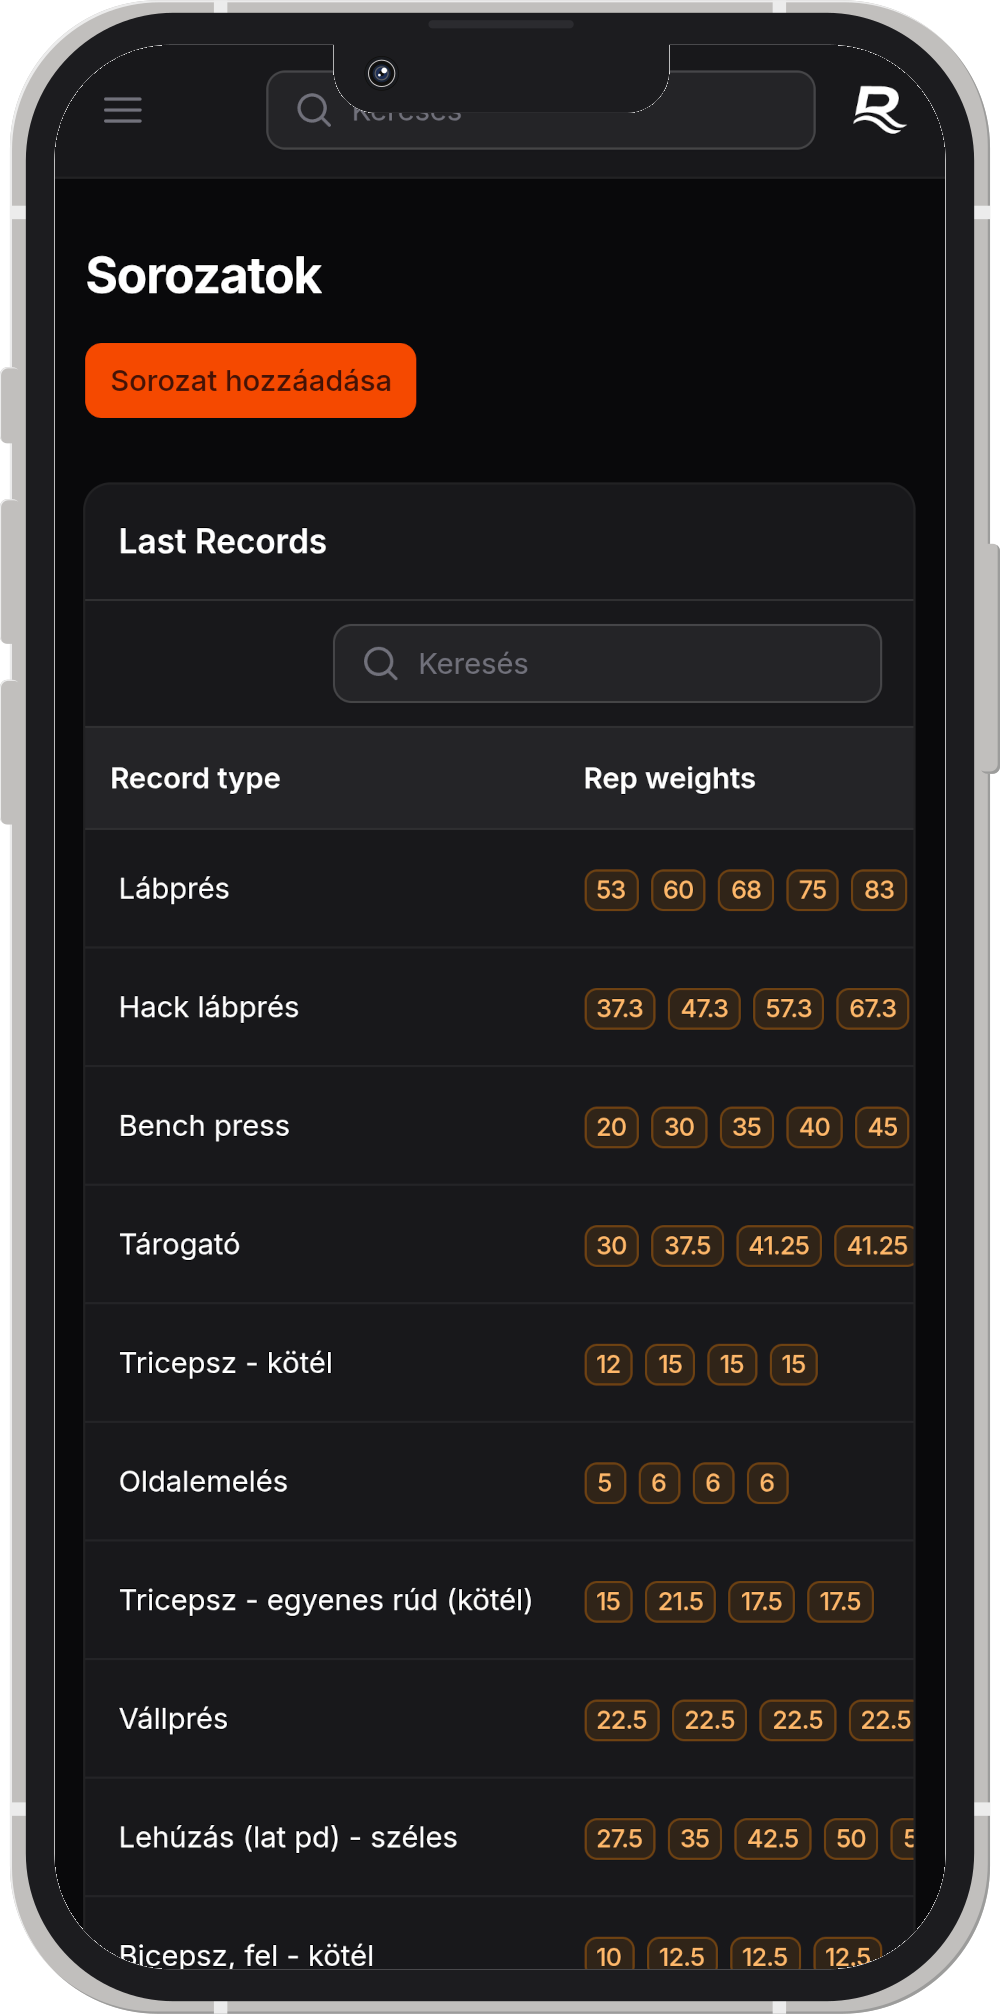 Keresés
Sorozatok
Sorozat hozzáadása
Last Records
Keresés
Record type Rep weights
Lábprés 53 60 68 75 83
Hack lábprés 37.3 47.3 57.3 67.3
Bench press 20 30 35 40 45
Tárogató 30 37.5 41.25 41.25
Tricepsz - kötél 12 15 15 15
Oldalemelés 5 6 6 6
Tricepsz - egyenes rúd (kötél) 15 21.5 17.5 17.5
Vállprés 22.5 22.5 22.5 22.5
Lehúzás (lat pd) - széles 27.5 35 42.5 50
Bicepsz, fel - kötél 10 12.5 12.5 12.5